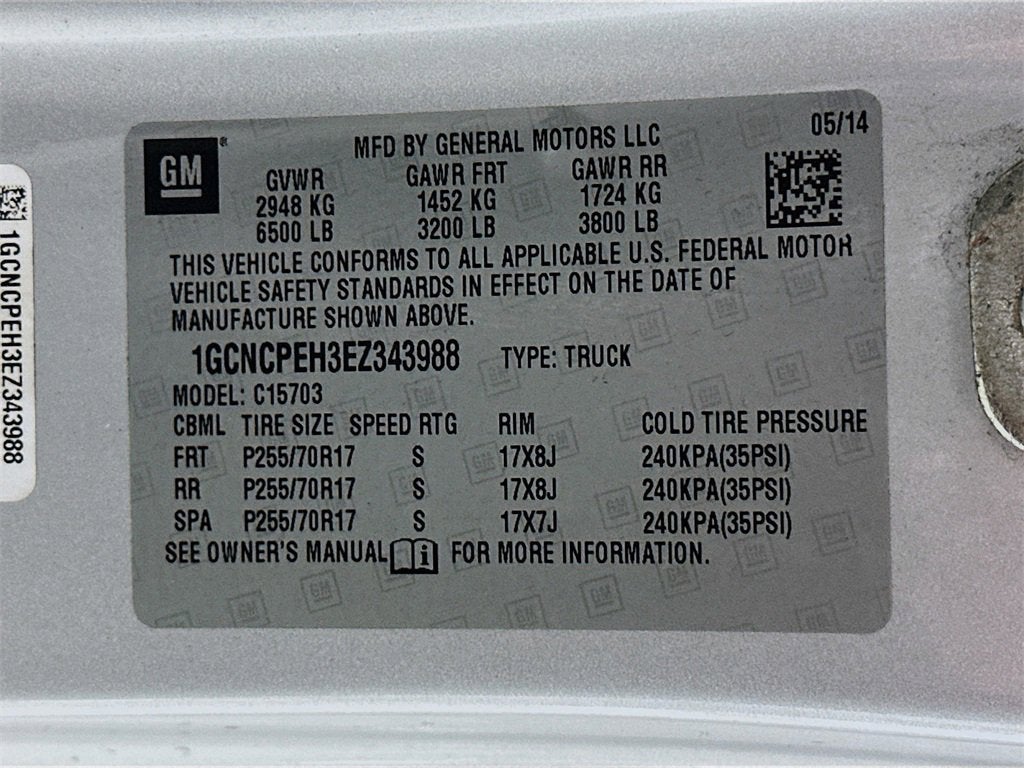 GM
MFD BY GENERAL MOTORS LLC
05/14
GVWR GAWR FRT GAWR RR
2948 KG 1452 KG 1724 KG
6500 LB 3200 LB 3800 LB
THIS VEHICLE CONFORMS TO ALL APPLICABLE U.S. FEDERAL MOTOR
VEHICLE SAFETY STANDARDS IN EFFECT ON THE DATE OF
MANUFACTURE SHOWN ABOVE.
1GCNCPEH3EZ343988 TYPE: TRUCK
MODEL: C15703
CBML TIRE SIZE SPEED RTG RIM COLD TIRE PRESSURE
FRT P255/70R17 S 17X8J 240KPA(35PSI)
RR P255/70R17 S 17X8J 240KPA(35PSI)
SPA P255/70R17 S 17X7J 240KPA(35PSI)
SEE OWNER'S MANUAL FOR MORE INFORMATION.
1GCNCPEH3EZ343988